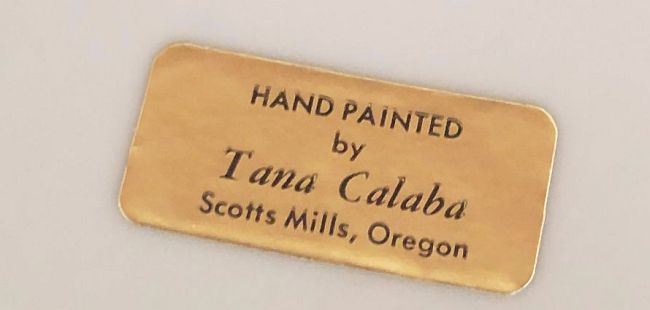 HAND PAINTED
by
Tana Calaba
Scotts Mills, Oregon